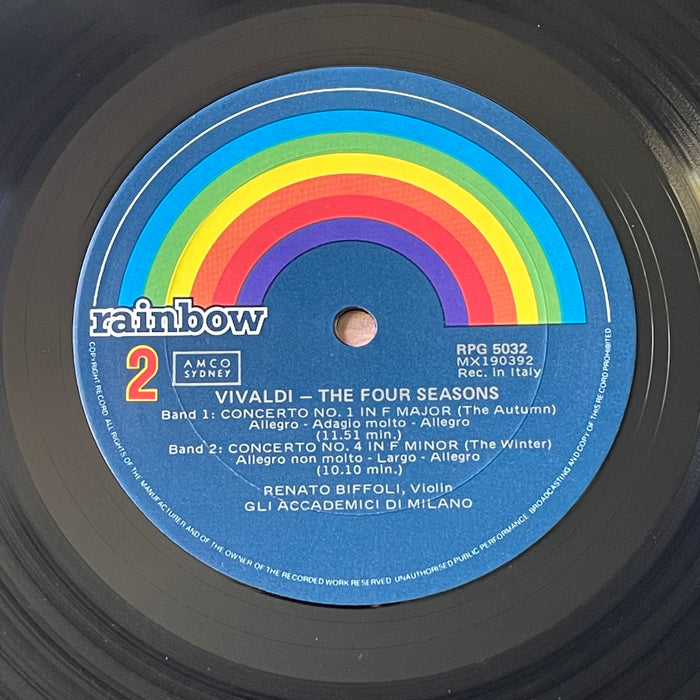 rainbow
2
AMCO
SYDNEY
RPG 5032
MX190392
Rec. in Italy
VIVALDI — THE FOUR SEASONS
Band 1: CONCERTO NO. 1 IN F MAJOR (The Autumn)
Allegro - Adagio molto - Allegro
(11.51 min.)
Band 2: CONCERTO NO. 4 IN F MINOR (The Winter)
Allegro non molto - Largo - Allegro
(10.10 min.)
RENATO BIFFOLI, Violin
GLI ACCADEMICI DI MILANO
COPYRIGHT RECORD ALL RIGHTS OF THE MANUFACTURER AND OF THE OWNER OF THE RECORDED WORK RESERVED UNAUTHORISED PUBLIC PERFORMANCE BROADCASTING AND COPY OF THIS RECORD PROHIBITED